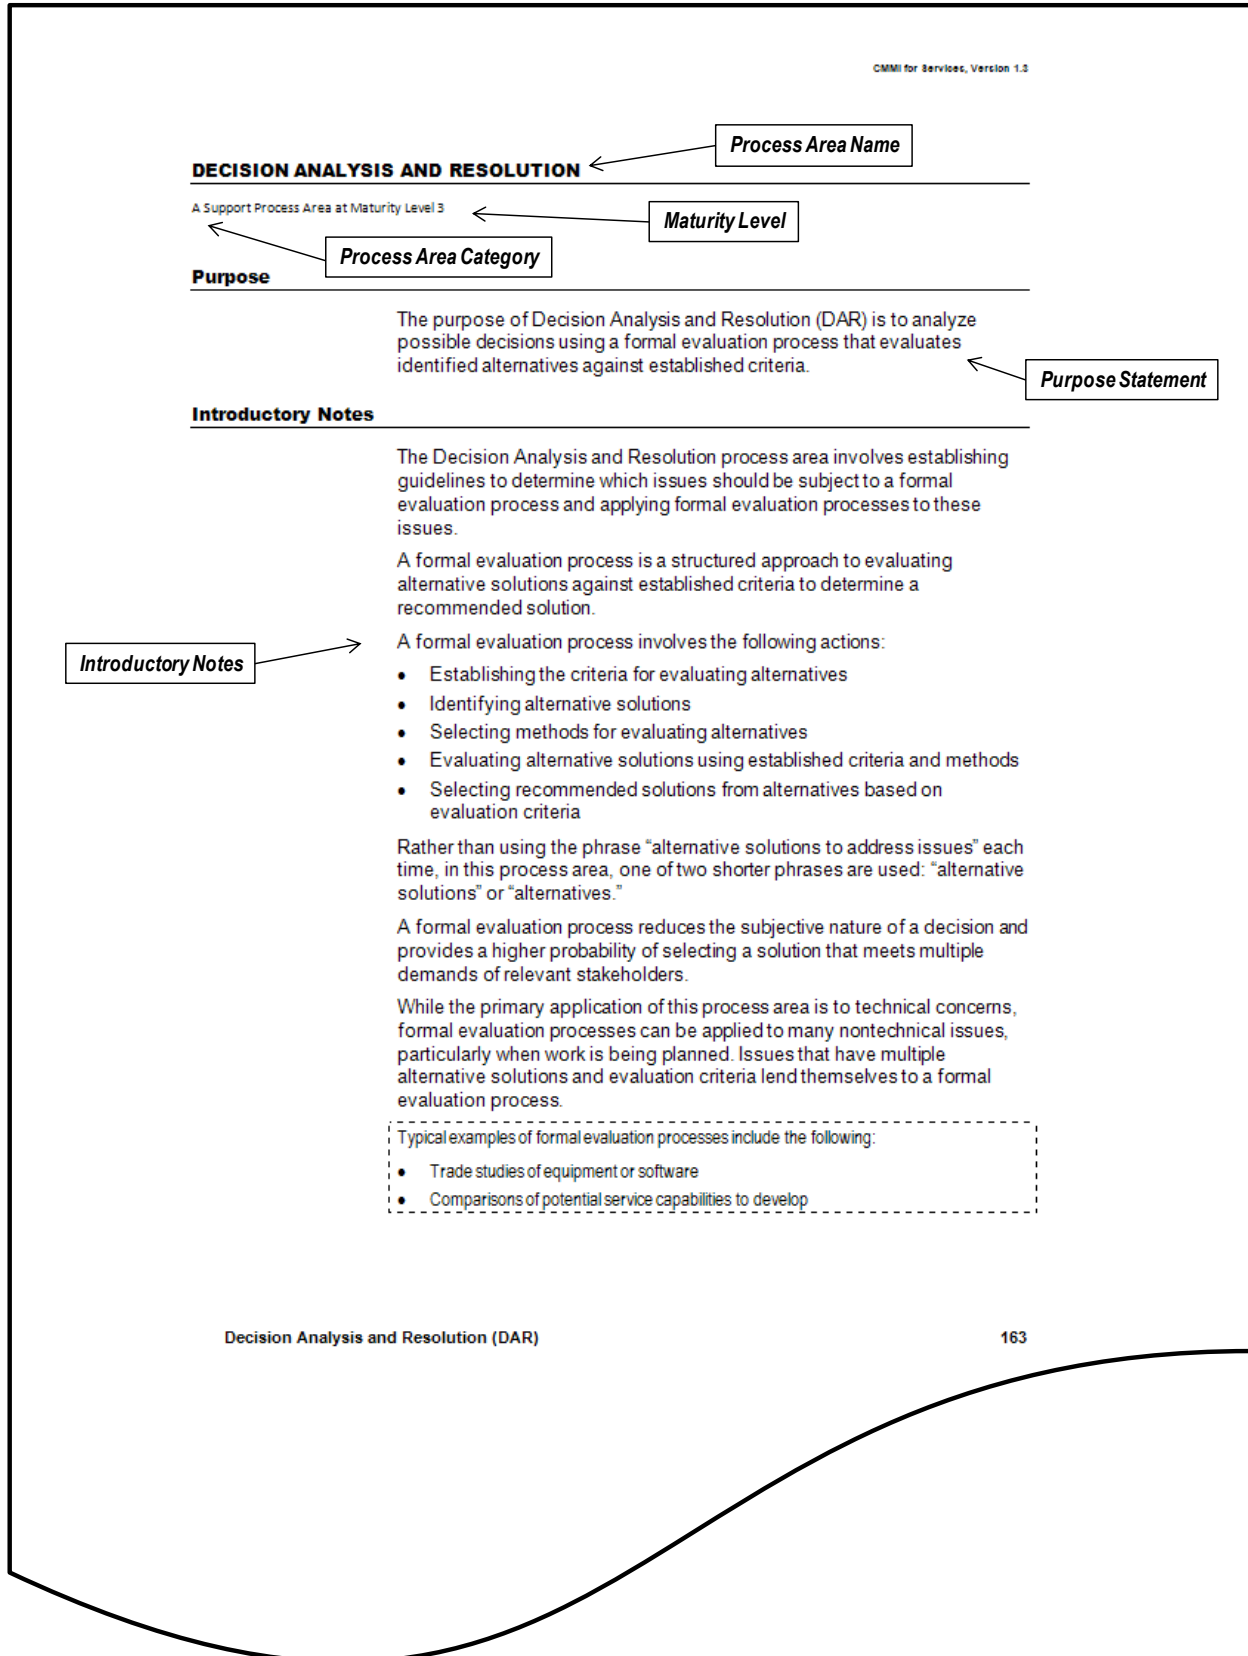 CMMI for Services, Version 1.3
Process Area Name
DECISION ANALYSIS AND RESOLUTION
A Support Process Area at Maturity Level 3
Maturity Level
Process Area Category
Purpose
The purpose of Decision Analysis and Resolution (DAR) is to analyze
possible decisions using a formal evaluation process that evaluates
identified alternatives against established criteria.
Purpose Statement
Introductory Notes
The Decision Analysis and Resolution process area involves establishing
guidelines to determine which issues should be subject to a formal
evaluation process and applying formal evaluation processes to these
issues.
A formal evaluation process is a structured approach to evaluating
alternative solutions against established criteria to determine a
recommended solution.
A formal evaluation process involves the following actions:
Introductory Notes
• Establishing the criteria for evaluating alternatives
• Identifying alternative solutions
• Selecting methods for evaluating alternatives
• Evaluating alternative solutions using established criteria and methods
• Selecting recommended solutions from alternatives based on
evaluation criteria
Rather than using the phrase “alternative solutions to address issues” each
time, in this process area, one of two shorter phrases are used: “alternative
solutions” or “alternatives.”
A formal evaluation process reduces the subjective nature of a decision and
provides a higher probability of selecting a solution that meets multiple
demands of relevant stakeholders.
While the primary application of this process area is to technical concerns,
formal evaluation processes can be applied to many nontechnical issues,
particularly when work is being planned. Issues that have multiple
alternative solutions and evaluation criteria lend themselves to a formal
evaluation process.
Typical examples of formal evaluation processes include the following:
• Trade studies of equipment or software
• Comparisons of potential service capabilities to develop
Decision Analysis and Resolution (DAR) 163